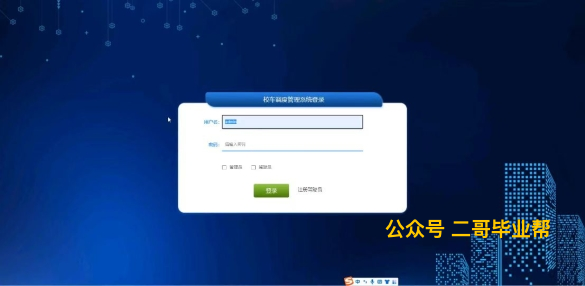 校车调度管理系统登录
用户名:
admin
密码:
请输入密码
管理员
驾驶员
登录
注册驾驶员
公众号 二哥毕业帮
中